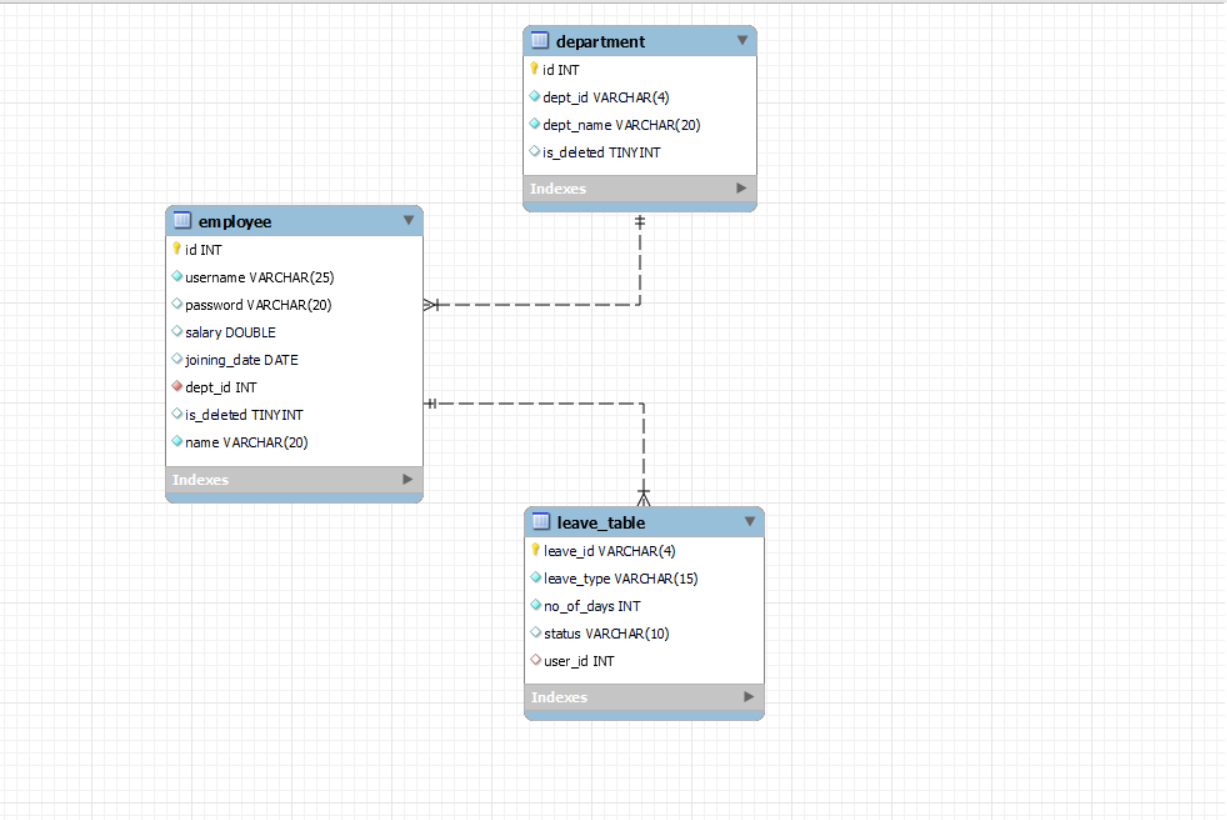 department
id INT
dept_id VARCHAR(4)
dept_name VARCHAR(20)
is_deleted TINYINT
Indexes
employee
id INT
username VARCHAR(25)
password VARCHAR(20)
salary DOUBLE
joining_date DATE
dept_id INT
is_deleted TINYINT
name VARCHAR(20)
Indexes
leave_table
leave_id VARCHAR(4)
leave_type VARCHAR(15)
no_of_days INT
status VARCHAR(10)
user_id INT
Indexes